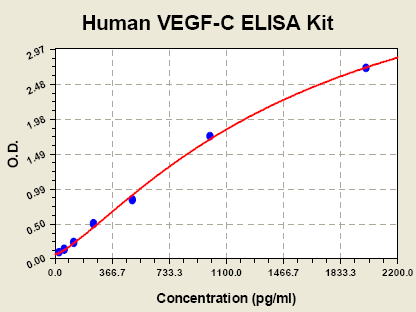 Human VEGF-C ELISA Kit
O.D.
2.97
2.48
1.98
1.49
0.99
0.50
0.00
0.0 366.7 733.3 1100.0 1466.7 1833.3 2200.0
Concentration (pg/ml)